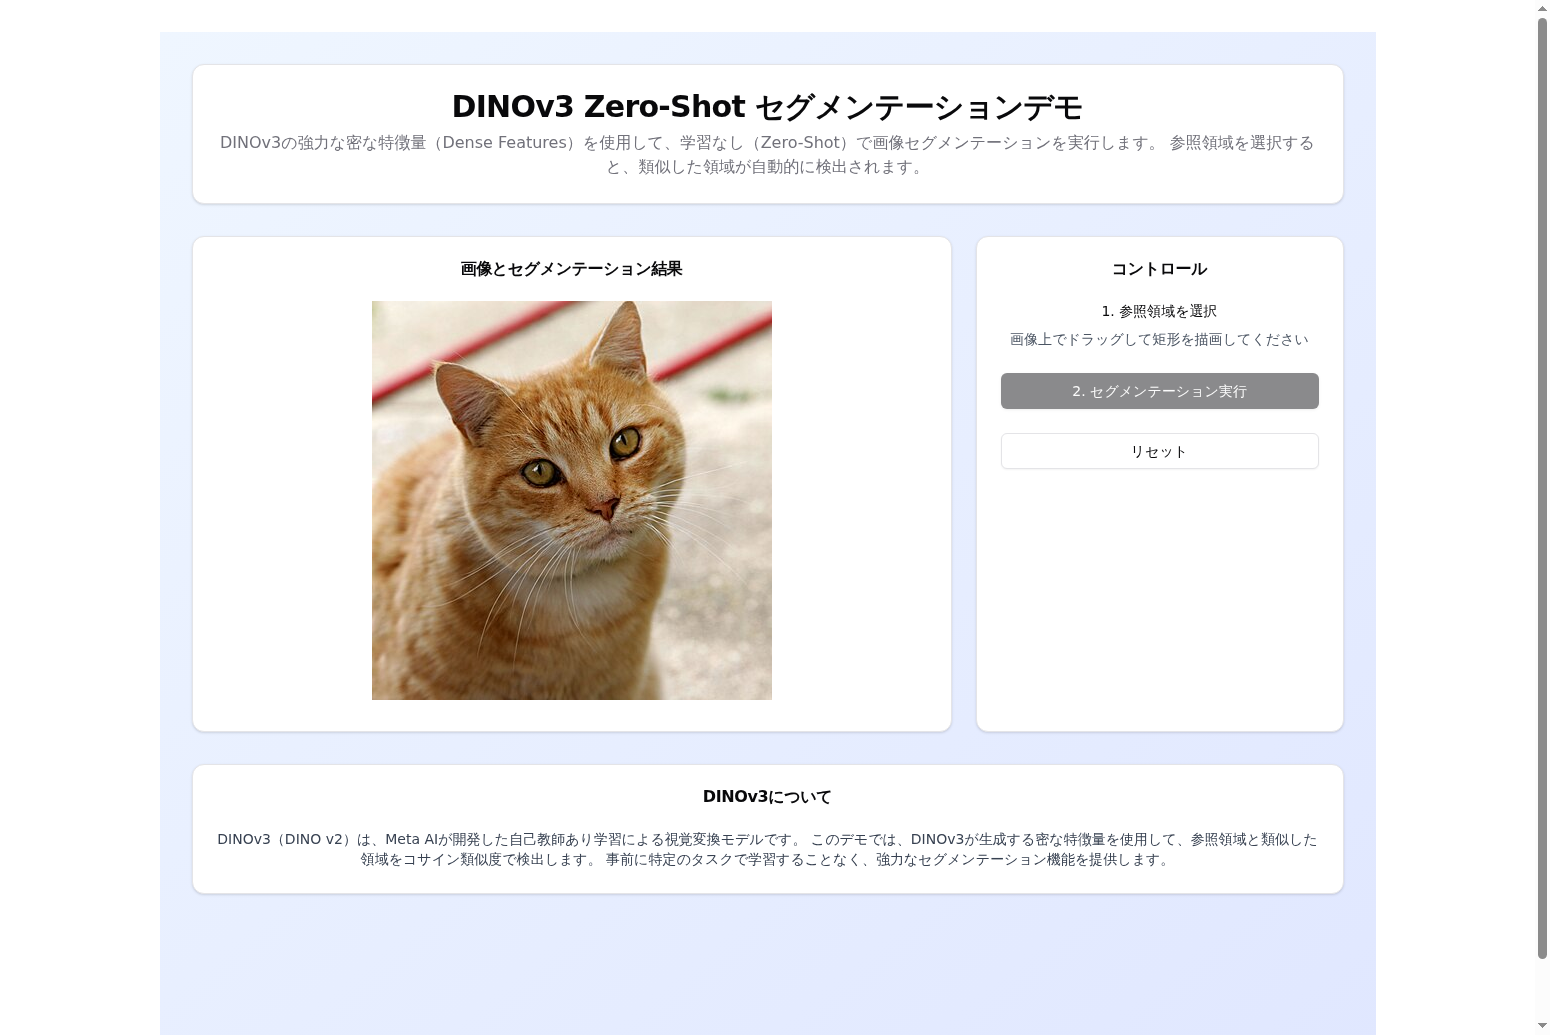 DINOv3 Zero-Shot セグメンテーションデモ
DINOv3の強力な密な特徴量（Dense Features）を使用して、学習なし（Zero-Shot）で画像セグメンテーションを実行します。 参照領域を選択する
と、類似した領域が自動的に検出されます。
画像とセグメンテーション結果
コントロール
1. 参照領域を選択
画像上でドラッグして矩形を描画してください
2. セグメンテーション実行
リセット
DINOv3について
DINOv3（DINO v2）は、Meta AIが開発した自己教師あり学習による視覚変換モデルです。 このデモでは、DINOv3が生成する密な特徴量を使用して、参照領域と類似した
領域をコサイン類似度で検出します。 事前に特定のタスクで学習することなく、強力なセグメンテーション機能を提供します。